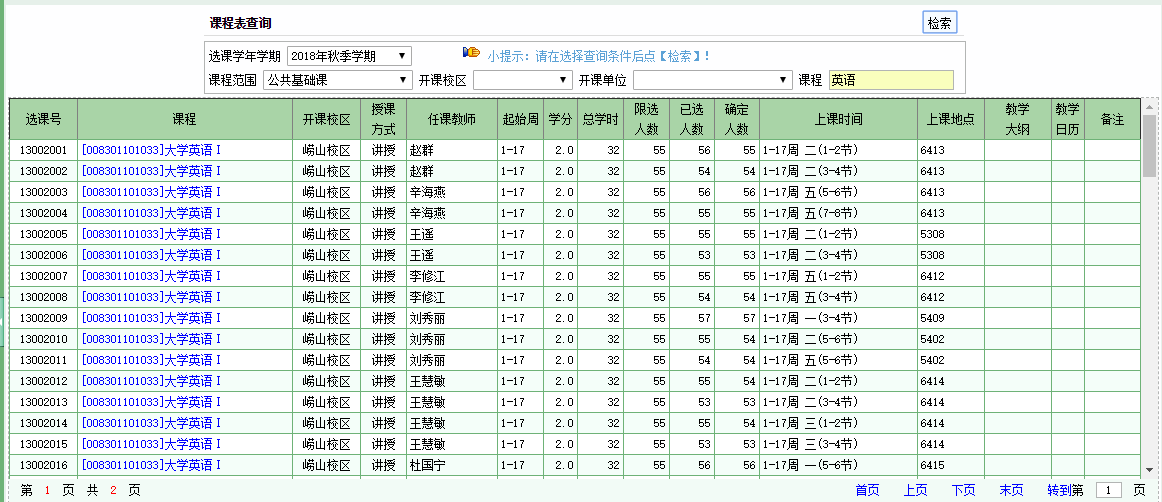 课程表查询
检索
选课学年学期 2018年秋季学期 小提示：请在选择查询条件后点【检索】！
课程范围 公共基础课 开课校区 开课单位 课程 英语
选课号 课程 开课校区 授课方式 任课教师 起始周 学分 总学时 限选人数 已选人数 确定人数 上课时间 上课地点 教学大纲 教学日历 备注
13002001 [008301101033]大学英语Ⅰ 崂山校区 讲授 赵群 1-17 2.0 32 55 56 55 1-17周 二(1-2节) 6413
13002002 [008301101033]大学英语Ⅰ 崂山校区 讲授 赵群 1-17 2.0 32 55 54 54 1-17周 二(3-4节) 6413
13002003 [008301101033]大学英语Ⅰ 崂山校区 讲授 辛海燕 1-17 2.0 32 55 56 56 1-17周 五(5-6节) 6413
13002004 [008301101033]大学英语Ⅰ 崂山校区 讲授 辛海燕 1-17 2.0 32 55 55 55 1-17周 五(7-8节) 6413
13002005 [008301101033]大学英语Ⅰ 崂山校区 讲授 王遥 1-17 2.0 32 55 55 55 1-17周 二(1-2节) 5308
13002006 [008301101033]大学英语Ⅰ 崂山校区 讲授 王遥 1-17 2.0 32 55 53 53 1-17周 二(3-4节) 5308
13002007 [008301101033]大学英语Ⅰ 崂山校区 讲授 李修江 1-17 2.0 32 55 55 55 1-17周 五(1-2节) 6412
13002008 [008301101033]大学英语Ⅰ 崂山校区 讲授 李修江 1-17 2.0 32 55 54 54 1-17周 五(3-4节) 6412
13002009 [008301101033]大学英语Ⅰ 崂山校区 讲授 刘秀丽 1-17 2.0 32 55 57 57 1-17周 一(3-4节) 5409
13002010 [008301101033]大学英语Ⅰ 崂山校区 讲授 刘秀丽 1-17 2.0 32 55 55 54 1-17周 二(5-6节) 5402
13002011 [008301101033]大学英语Ⅰ 崂山校区 讲授 刘秀丽 1-17 2.0 32 55 54 54 1-17周 五(5-6节) 5402
13002012 [008301101033]大学英语Ⅰ 崂山校区 讲授 王慧敏 1-17 2.0 32 55 55 54 1-17周 二(1-2节) 6414
13002013 [008301101033]大学英语Ⅰ 崂山校区 讲授 王慧敏 1-17 2.0 32 55 53 53 1-17周 二(3-4节) 6414
13002014 [008301101033]大学英语Ⅰ 崂山校区 讲授 王慧敏 1-17 2.0 32 55 55 54 1-17周 三(1-2节) 6414
13002015 [008301101033]大学英语Ⅰ 崂山校区 讲授 王慧敏 1-17 2.0 32 55 53 53 1-17周 三(3-4节) 6414
13002016 [008301101033]大学英语Ⅰ 崂山校区 讲授 杜国宁 1-17 2.0 32 55 56 56 1-17周 一(5-6节) 6415
第 1 页 共 2 页 首页 上页 下页 末页 转到第 1 页